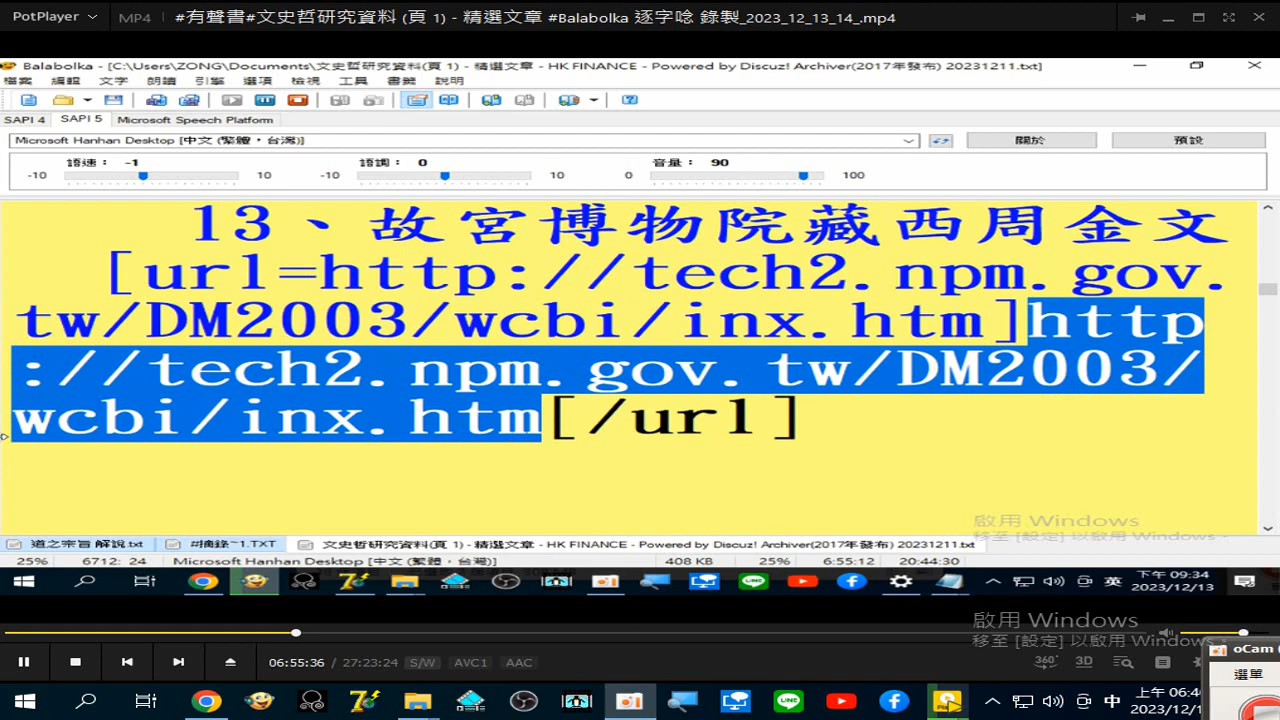 PotPlayer MP4 #有聲書#文史哲研究資料 (頁 1) - 精選文章 #Balabolka 逐字唸 錄製_2023_12_13_14_.mp4
Balabolka - [C:\Users\ZONG\Documents\文史哲研究資料(頁 1) - 精選文章 - HK FINANCE - Powered by Discuz! Archiver(2017年發布) 20231211.txt]
檔案 編輯 文字 朗讀 引擎 選項 檢視 工具 書籤 說明
SAPI 4 SAPI 5 Microsoft Speech Platform
Microsoft Hanhan Desktop [中文 (繁體，台灣)] 關於 預設
語速： -1 語調： 0 音量： 90
-10 10 -10 10 0 100
13、故宮博物院藏西周金文
[url=http://tech2.npm.gov.
tw/DM2003/wcbi/inx.htm]http
://tech2.npm.gov.tw/DM2003/
wcbi/inx.htm[/url]
啟用 Windows
移至 [設定] 以啟用 Windows。
道之宗旨 解說.txt #摘錄~1.TXT 文史哲研究資料(頁 1) - 精選文章 - HK FINANCE - Powered by Discuz! Archiver(2017年發布) 20231211.txt
25% 6712: 24 Microsoft Hanhan Desktop [中文 (繁體，台灣)] 408 KB 25% 6:55:12 20:44:30
英 下午 09:34
2023/12/13
啟用 Windows
移至 [設定] 以啟用 Windows。
06:55:36 / 27:23:24 S/W AVC1 AAC 360° 3D
oCam (
選單
中 上午 06:4
2023/12/1